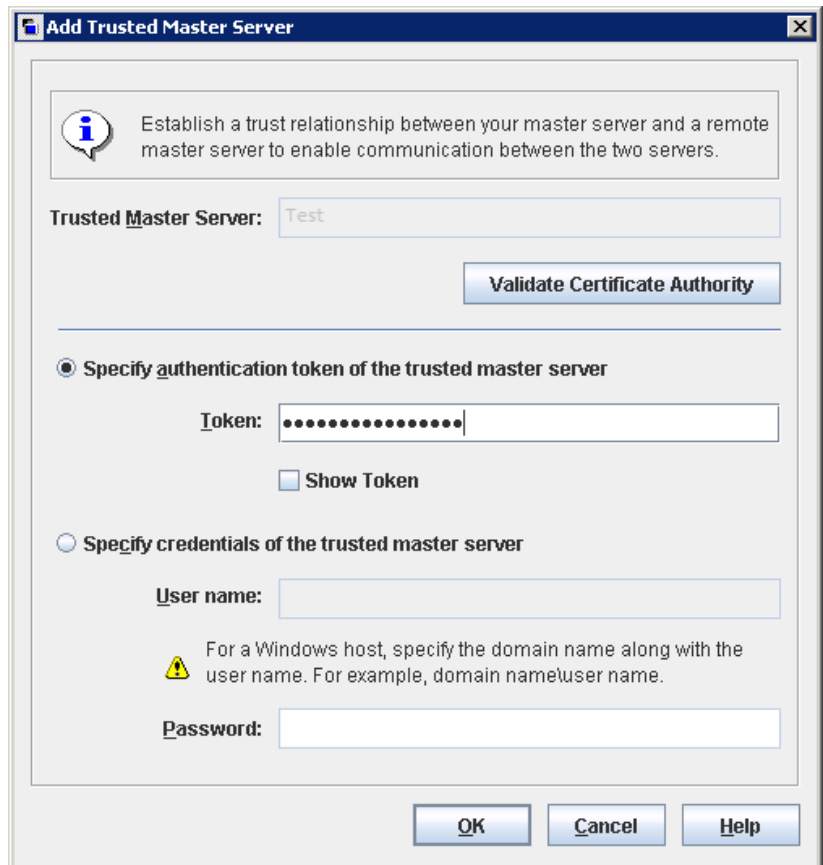 Add Trusted Master Server
Establish a trust relationship between your master server and a remote
master server to enable communication between the two servers.
Trusted Master Server: Test
Validate Certificate Authority
Specify authentication token of the trusted master server
Token: ••••••••••••••••
Show Token
Specify credentials of the trusted master server
User name:
For a Windows host, specify the domain name along with the
user name. For example, domain name\user name.
Password:
OK Cancel Help